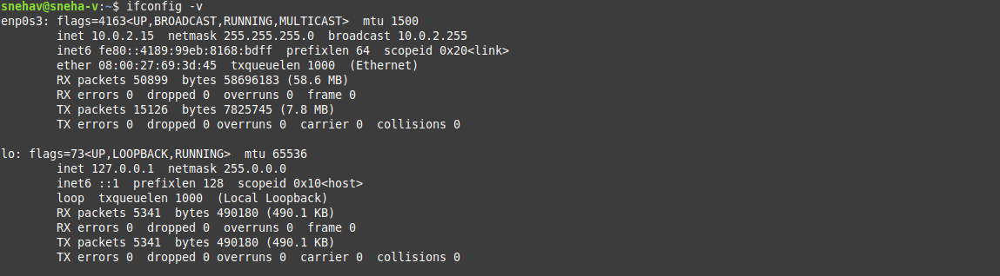 snehav@sneha-v:~$ ifconfig -v
enp0s3: flags=4163<UP,BROADCAST,RUNNING,MULTICAST>  mtu 1500
        inet 10.0.2.15  netmask 255.255.255.0  broadcast 10.0.2.255
        inet6 fe80::4189:99eb:8168:bdff  prefixlen 64  scopeid 0x20<link>
        ether 08:00:27:69:3d:45  txqueuelen 1000  (Ethernet)
        RX packets 50899  bytes 58696183 (58.6 MB)
        RX errors 0  dropped 0  overruns 0  frame 0
        TX packets 15126  bytes 7825745 (7.8 MB)
        TX errors 0  dropped 0 overruns 0  carrier 0  collisions 0

lo: flags=73<UP,LOOPBACK,RUNNING>  mtu 65536
        inet 127.0.0.1  netmask 255.0.0.0
        inet6 ::1  prefixlen 128  scopeid 0x10<host>
        loop  txqueuelen 1000  (Local Loopback)
        RX packets 5341  bytes 490180 (490.1 KB)
        RX errors 0  dropped 0  overruns 0  frame 0
        TX packets 5341  bytes 490180 (490.1 KB)
        TX errors 0  dropped 0 overruns 0  carrier 0  collisions 0